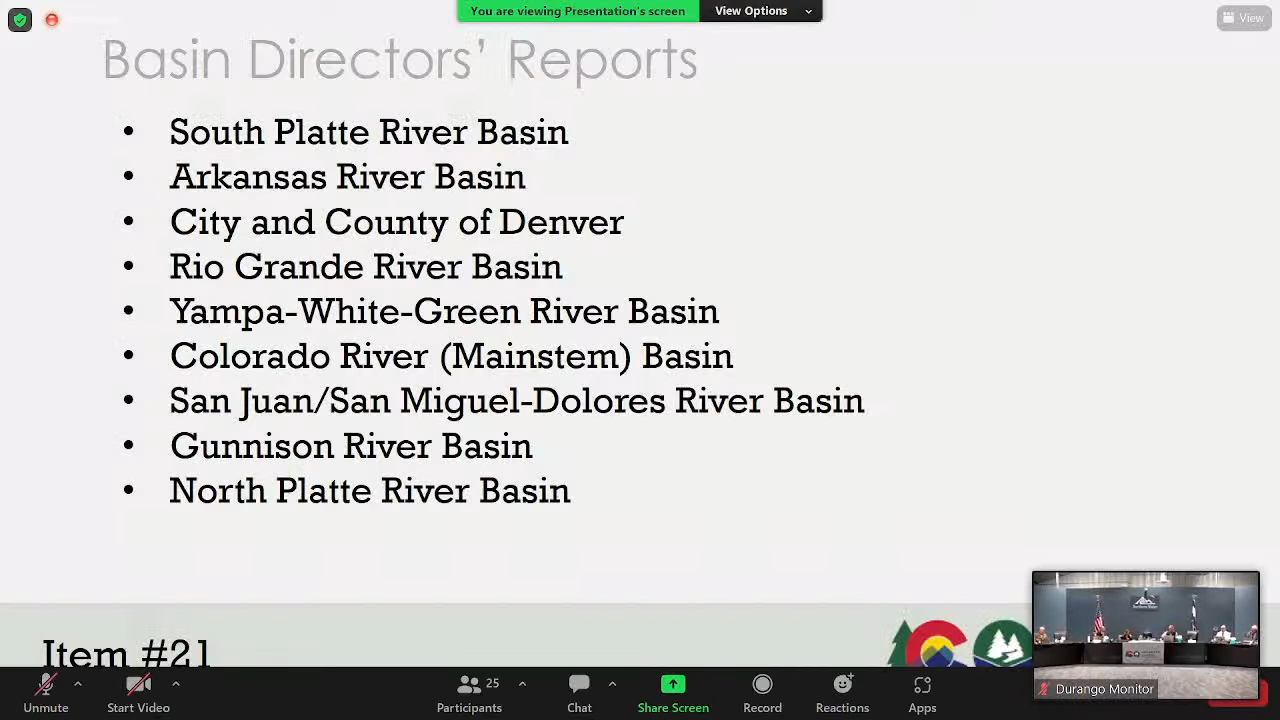 You are viewing Presentation's screen
View Options
View
Basin Directors' Reports
• South Platte River Basin
• Arkansas River Basin
• City and County of Denver
• Rio Grande River Basin
• Yampa-White-Green River Basin
• Colorado River (Mainstem) Basin
• San Juan/San Miguel-Dolores River Basin
• Gunnison River Basin
• North Platte River Basin
Item #21
Durango Monitor
Unmute
Start Video
25
Participants
Chat
Share Screen
Record
Reactions
Apps